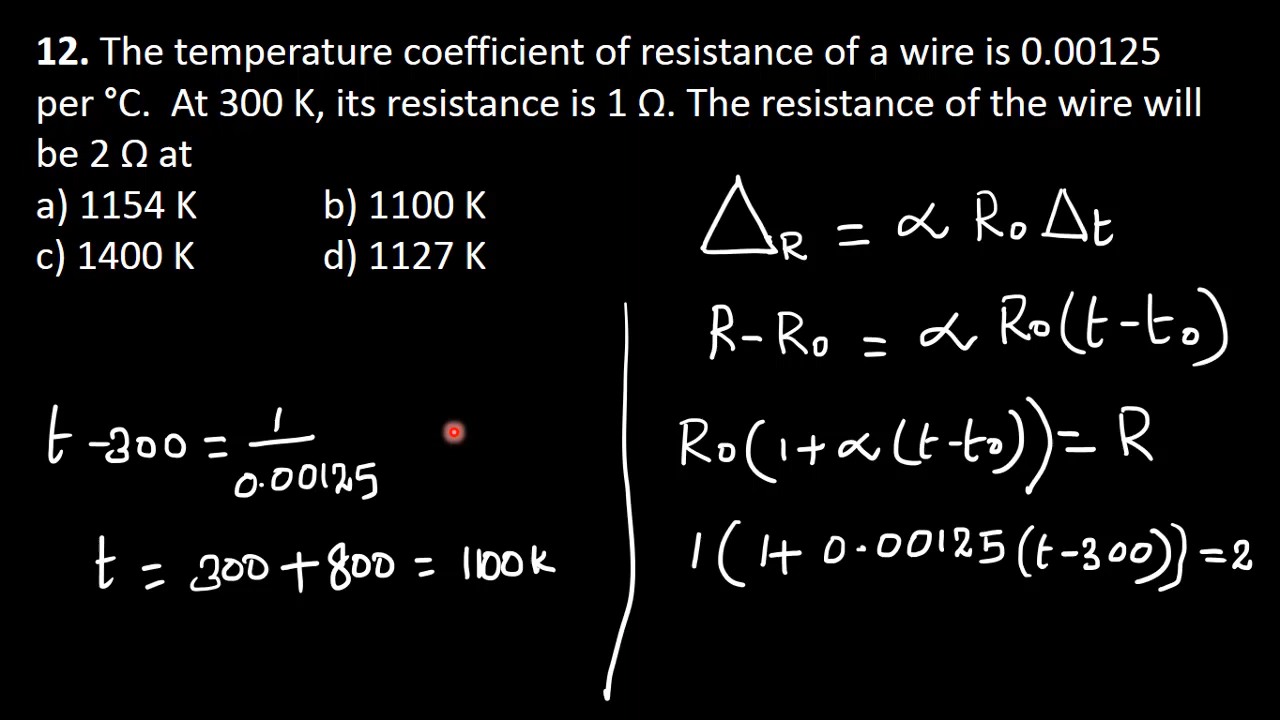 12. The temperature coefficient of resistance of a wire is 0.00125
per °C. At 300 K, its resistance is 1 Ω. The resistance of the wire will
be 2 Ω at
a) 1154 K b) 1100 K
c) 1400 K d) 1127 K
Δ_R = α R₀ Δt
R - R₀ = α R₀ (t - t₀)
R₀ (1 + α (t - t₀)) = R
1 (1 + 0.00125 (t - 300)) = 2
t - 300 = 1 / 0.00125
t = 300 + 800 = 1100 K